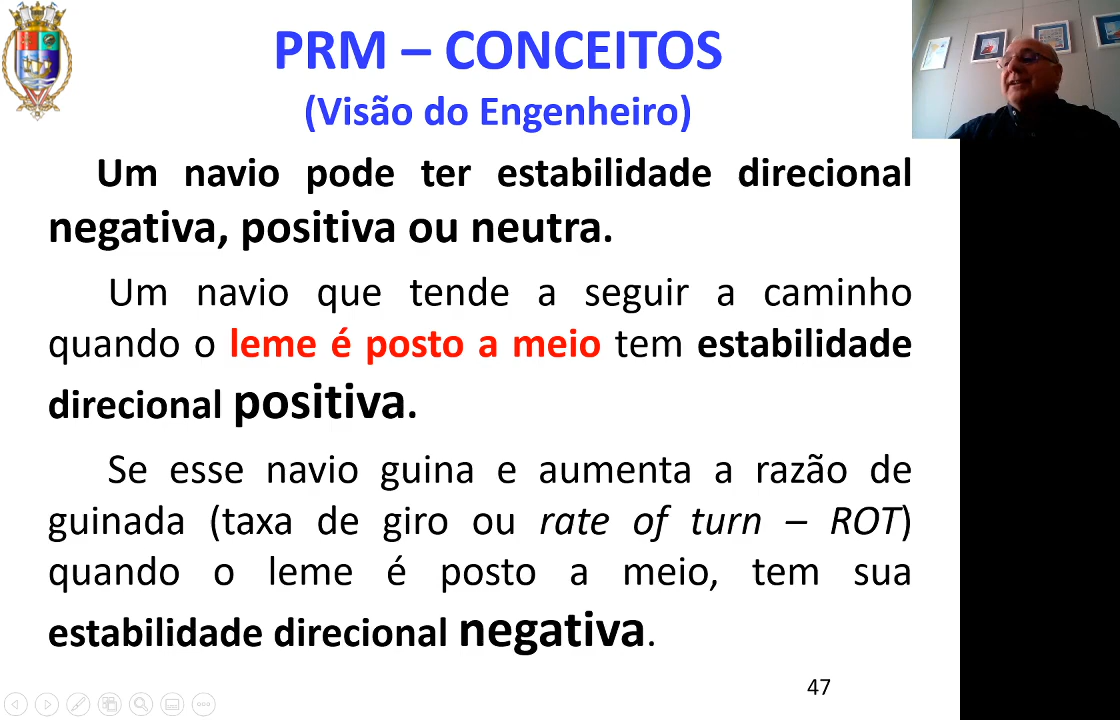 PRM – CONCEITOS
(Visão do Engenheiro)
Um navio pode ter estabilidade direcional
negativa, positiva ou neutra.
Um navio que tende a seguir a caminho
quando o leme é posto a meio tem estabilidade
direcional positiva.
Se esse navio guina e aumenta a razão de
guinada (taxa de giro ou rate of turn – ROT)
quando o leme é posto a meio, tem sua
estabilidade direcional negativa.
47